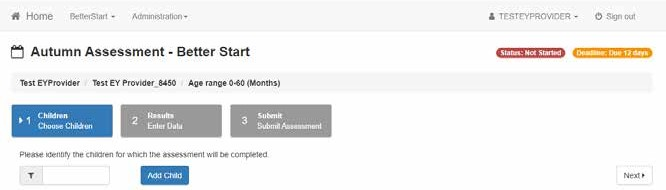 Home BetterStart Administration TESTEYPROVIDER Sign out
Autumn Assessment - Better Start Status: Not Started Deadline: Due 12 days
Test EYProvider / Test EY Provider_8450 / Age range 0-60 (Months)
1 Children Choose Children 2 Results Enter Data 3 Submit Submit Assessment
Please identify the children for which the assessment will be completed.
Add Child Next